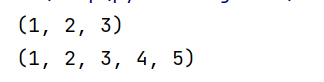 (1, 2, 3)
(1, 2, 3, 4, 5)